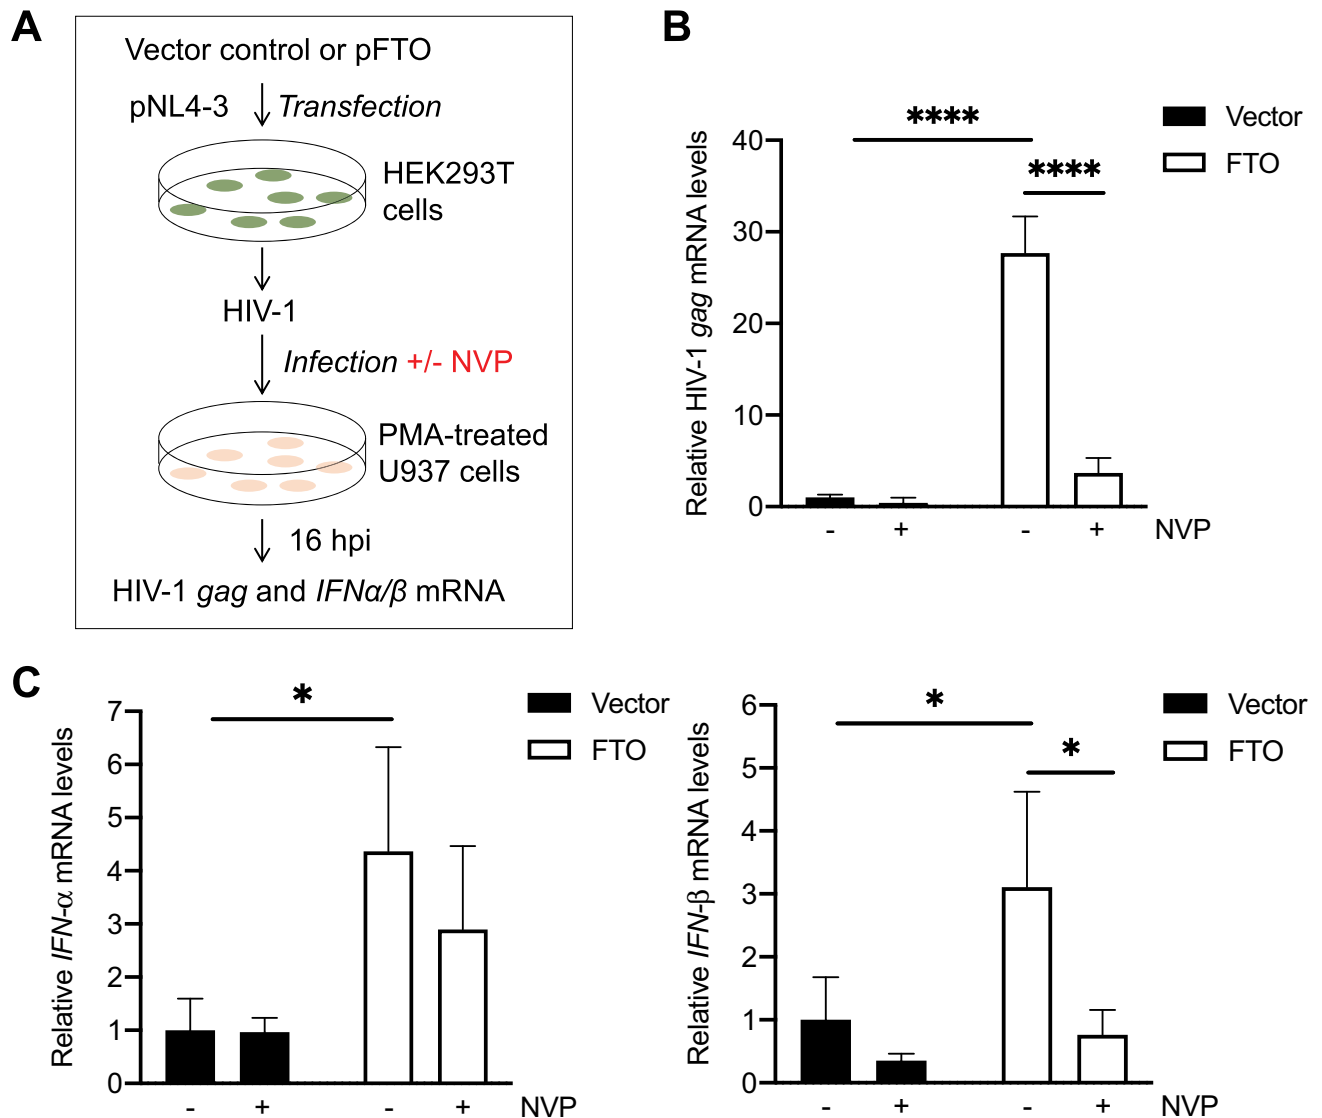 A
Vector control or pFTO
pNL4-3 Transfection
HEK293T
cells
HIV-1
Infection +/- NVP
PMA-treated
U937 cells
16 hpi
HIV-1 gag and IFNα/β mRNA
B
Relative HIV-1 gag mRNA levels
40
30
20
10
0
****
****
Vector
FTO
- + - + NVP
C
Relative IFN-α mRNA levels
7
6
5
4
3
2
1
0
*
Vector
FTO
- + - + NVP
Relative IFN-β mRNA levels
6
5
4
3
2
1
0
*
*
Vector
FTO
- + - + NVP